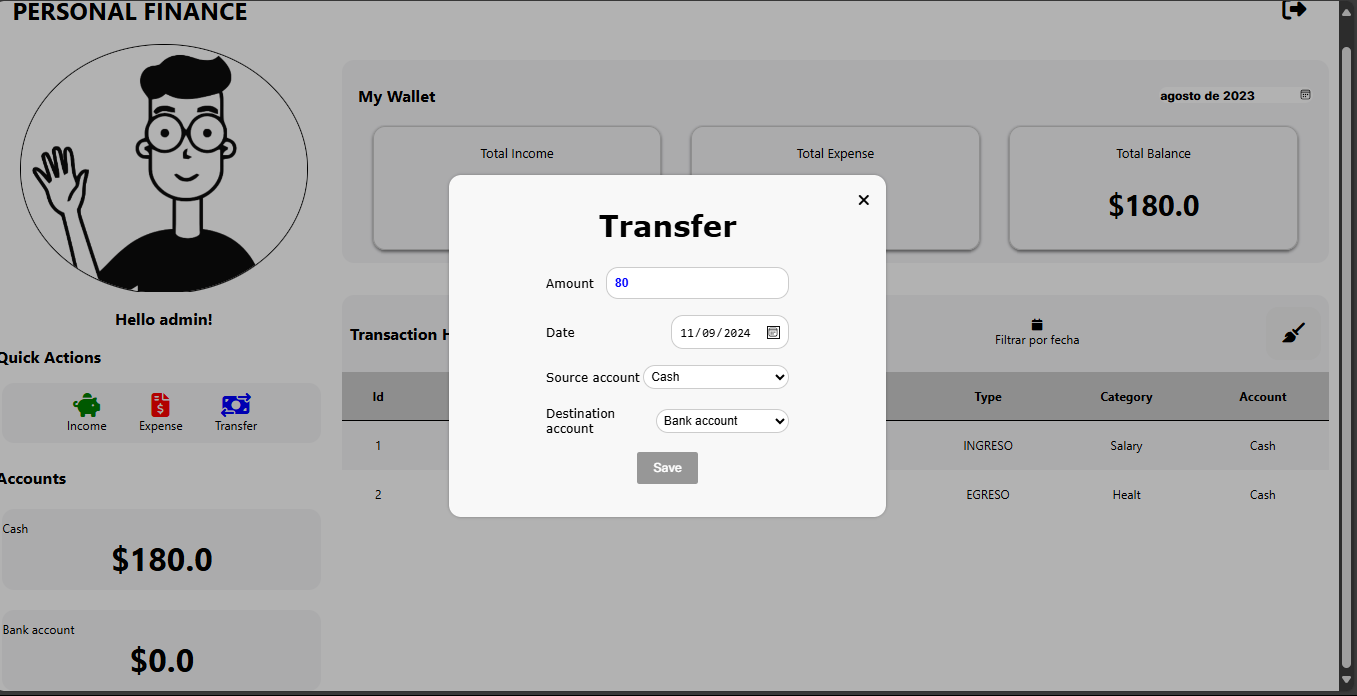 PERSONAL FINANCE
Hello admin!
Quick Actions
Income
Expense
Transfer
Accounts
Cash
$180.0
Bank account
$0.0
My Wallet
agosto de 2023
Total Income
Total Expense
Total Balance
$180.0
Transaction
Filtrar por fecha
Id
Type
Category
Account
1
INGRESO
Salary
Cash
2
EGRESO
Healt
Cash
Transfer
Amount
80
Date
11/09/2024
Source account
Cash
Destination
account
Bank account
Save